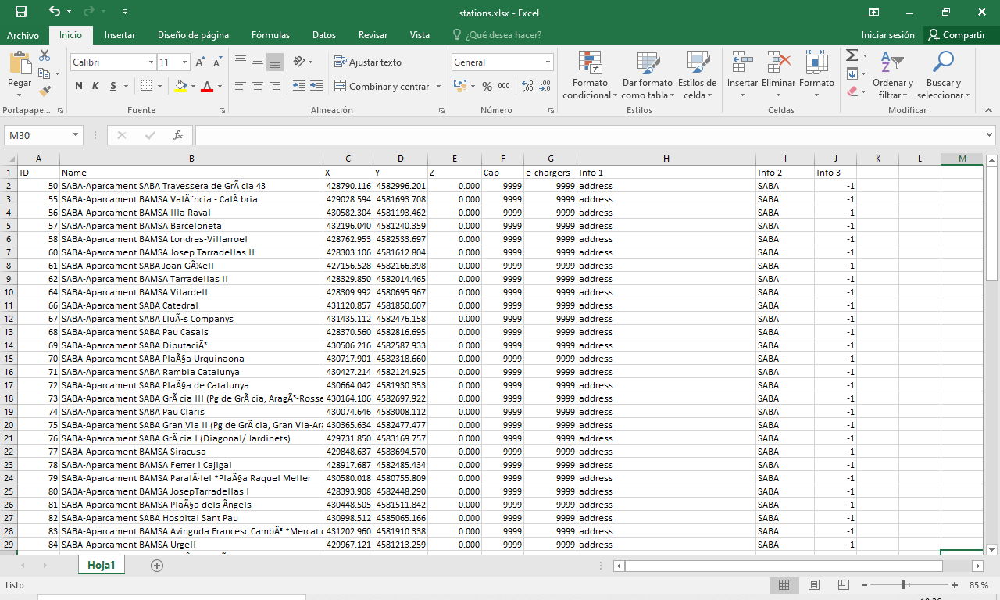 stations.xlsx - Excel
Archivo Inicio Insertar Diseño de página Fórmulas Datos Revisar Vista ¿Qué desea hacer? Iniciar sesión Compartir
Pegar
Calibri 11
N K S
Ajustar texto
Combinar y centrar
General
% 000
Formato condicional
Dar formato como tabla
Estilos de celda
Insertar Eliminar Formato
Ordenar y filtrar
Buscar y seleccionar
Portapape... Fuente Alineación Número Estilos Celdas Modificar
M30 fx
A B C D E F G H I J K L M
1 ID Name X Y Z Cap e-chargers Info 1 Info 2 Info 3
2 50 SABA-Aparcament SABA Travessera de GrÃ cia 43 428790.116 4582996.201 0.000 9999 9999 address SABA -1
3 55 SABA-Aparcament BAMSA ValÃ¨ncia - CalÃ bria 429028.594 4581693.708 0.000 9999 9999 address SABA -1
4 56 SABA-Aparcament BAMSA Illa Raval 430582.304 4581193.462 0.000 9999 9999 address SABA -1
5 57 SABA-Aparcament BAMSA Barceloneta 432196.040 4581240.359 0.000 9999 9999 address SABA -1
6 58 SABA-Aparcament BAMSA Londres-Villarroel 428762.953 4582533.697 0.000 9999 9999 address SABA -1
7 60 SABA-Aparcament BAMSA Josep Tarradellas II 428303.106 4581612.804 0.000 9999 9999 address SABA -1
8 61 SABA-Aparcament SABA Joan GÃ¼ell 427156.528 4582166.398 0.000 9999 9999 address SABA -1
9 62 SABA-Aparcament BAMSA Tarradellas II 428329.850 4582014.465 0.000 9999 9999 address SABA -1
10 64 SABA-Aparcament BAMSA Vilardell 428309.992 4580695.967 0.000 9999 9999 address SABA -1
11 66 SABA-Aparcament SABA Catedral 431120.857 4581850.607 0.000 9999 9999 address SABA -1
12 67 SABA-Aparcament SABA LluÃ-s Companys 431435.112 4582476.158 0.000 9999 9999 address SABA -1
13 68 SABA-Aparcament SABA Pau Casals 428370.560 4582816.695 0.000 9999 9999 address SABA -1
14 69 SABA-Aparcament SABA DiputaciÃ³ 430506.216 4582587.933 0.000 9999 9999 address SABA -1
15 70 SABA-Aparcament SABA PlaÃ§a Urquinaona 430717.901 4582318.660 0.000 9999 9999 address SABA -1
16 71 SABA-Aparcament SABA Rambla Catalunya 430427.214 4582124.925 0.000 9999 9999 address SABA -1
17 72 SABA-Aparcament SABA PlaÃ§a de Catalunya 430664.042 4581930.353 0.000 9999 9999 address SABA -1
18 73 SABA-Aparcament SABA GrÃ cia III (Pg de GrÃ cia, AragÃ³-Rosse 430164.106 4582697.922 0.000 9999 9999 address SABA -1
19 74 SABA-Aparcament SABA Pau Claris 430074.646 4583008.112 0.000 9999 9999 address SABA -1
20 75 SABA-Aparcament SABA Gran Via II (Pg de GrÃ cia, Gran Via-Ar 430365.634 4582477.477 0.000 9999 9999 address SABA -1
21 76 SABA-Aparcament SABA GrÃ cia I (Diagonal/ Jardinets) 429731.850 4583169.757 0.000 9999 9999 address SABA -1
22 77 SABA-Aparcament BAMSA Siracusa 429848.637 4583694.570 0.000 9999 9999 address SABA -1
23 78 SABA-Aparcament BAMSA Ferrer i Cajigal 428917.687 4582485.434 0.000 9999 9999 address SABA -1
24 79 SABA-Aparcament BAMSA ParalÂ·lel *PlaÃ§a Raquel Meller 430580.018 4580755.809 0.000 9999 9999 address SABA -1
25 80 SABA-Aparcament BAMSA JosepTarradellas I 428393.908 4582448.290 0.000 9999 9999 address SABA -1
26 81 SABA-Aparcament BAMSA PlaÃ§a dels Ãngels 430448.505 4581511.842 0.000 9999 9999 address SABA -1
27 82 SABA-Aparcament SABA Hospital Sant Pau 430998.512 4585065.166 0.000 9999 9999 address SABA -1
28 83 SABA-Aparcament BAMSA Avinguda Francesc CambÃ³ *Mercat 431202.960 4581910.338 0.000 9999 9999 address SABA -1
29 84 SABA-Aparcament BAMSA Urgell 429967.121 4581213.259 0.000 9999 9999 address SABA -1
Hoja1
Listo 85 %